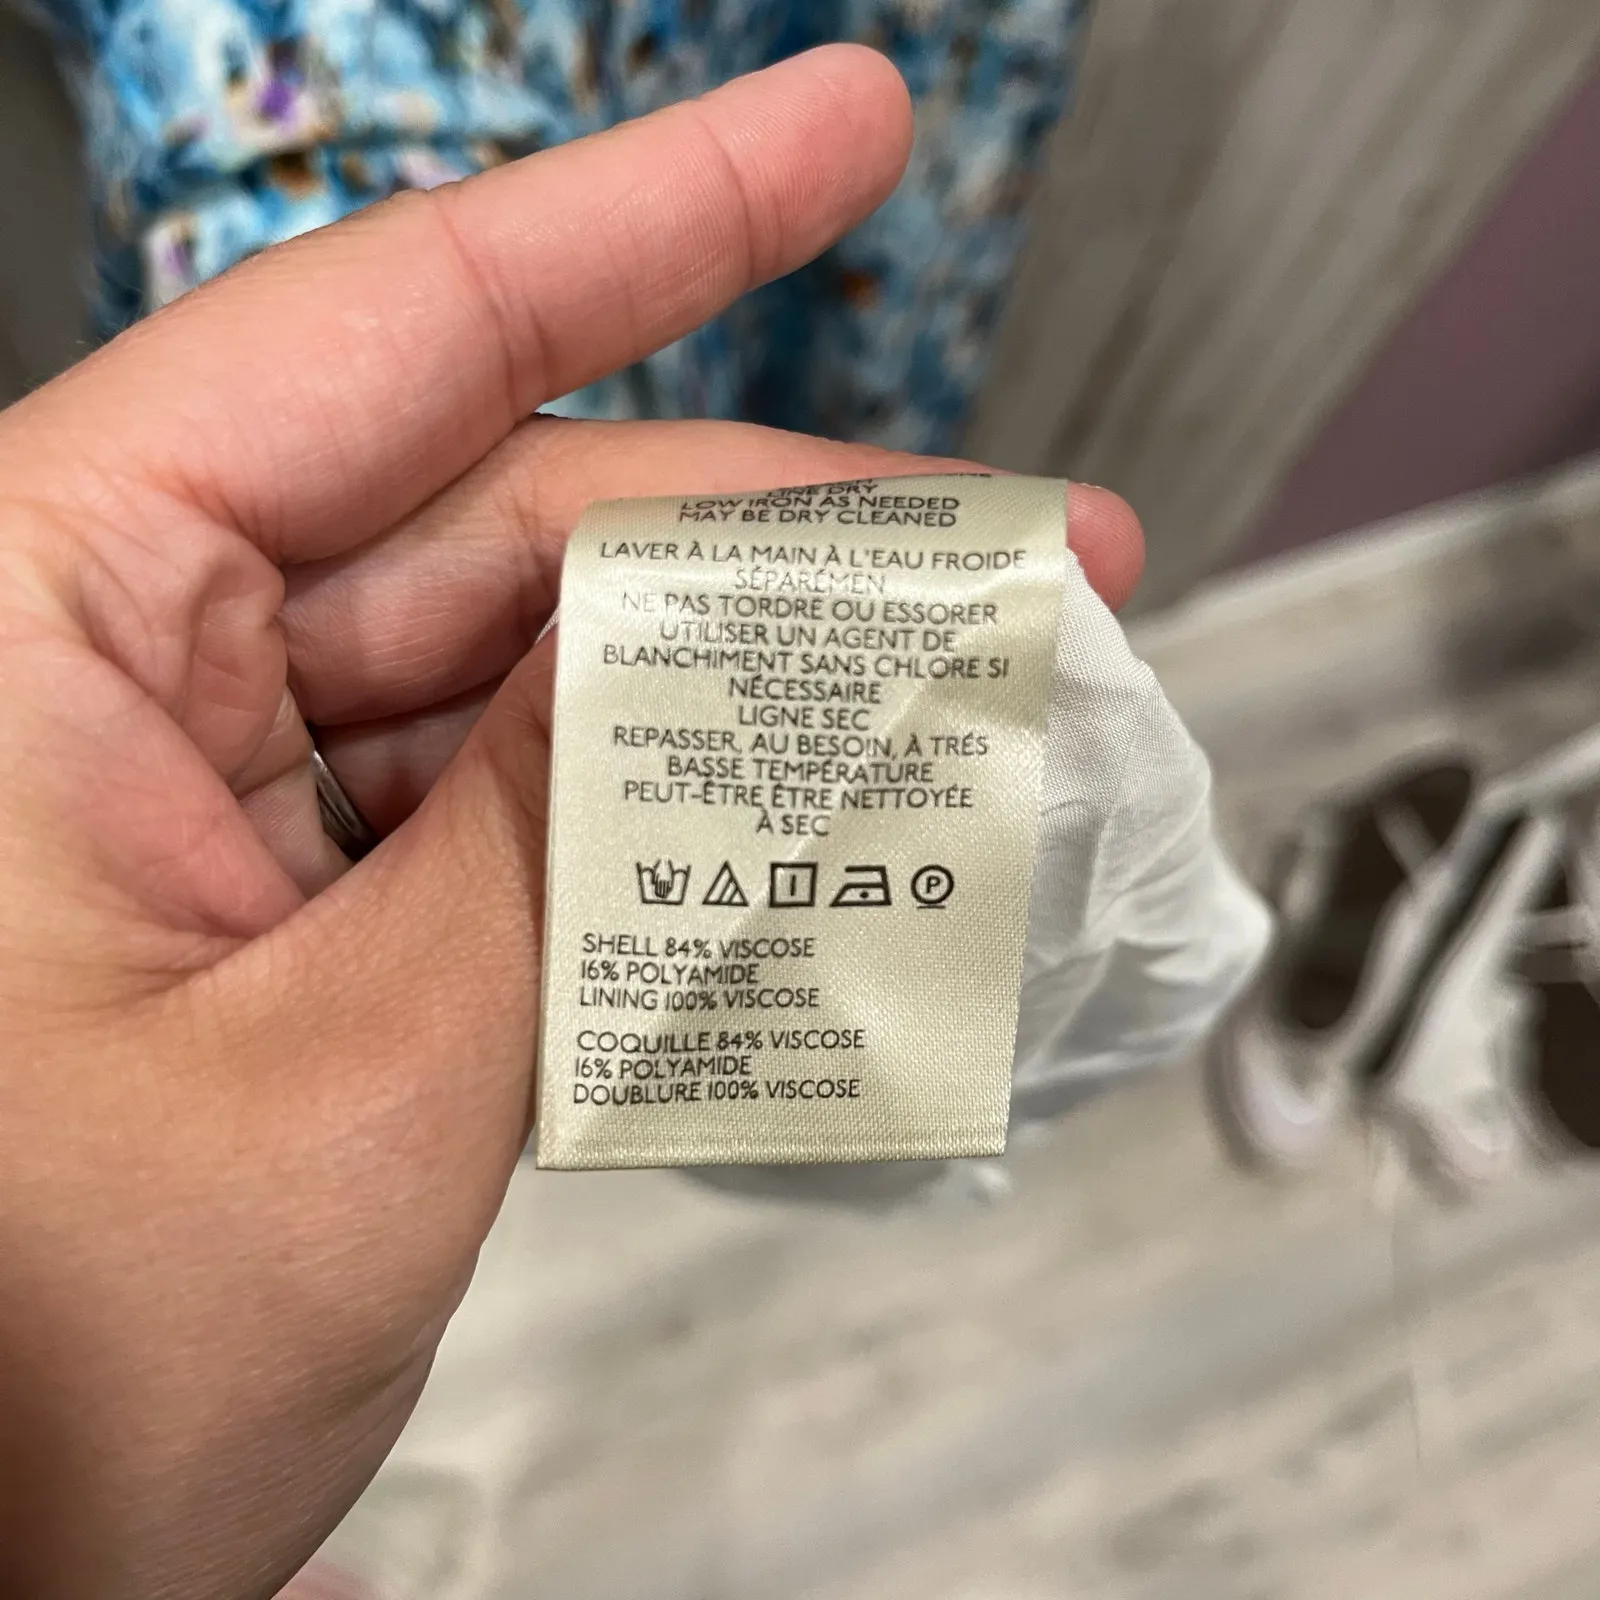 LINE DRY
LOW IRON AS NEEDED
MAY BE DRY CLEANED
LAVER À LA MAIN À L'EAU FROIDE
SÉPARÉMEN
NE PAS TORDRE OU ESSORER
UTILISER UN AGENT DE
BLANCHIMENT SANS CHLORE SI
NÉCESSAIRE
LIGNE SEC
REPASSER, AU BESOIN, À TRÉS
BASSE TEMPÉRATURE
PEUT-ÊTRE ÊTRE NETTOYÉE
À SEC
P
SHELL 84% VISCOSE
16% POLYAMIDE
LINING 100% VISCOSE
COQUILLE 84% VISCOSE
16% POLYAMIDE
DOUBLURE 100% VISCOSE